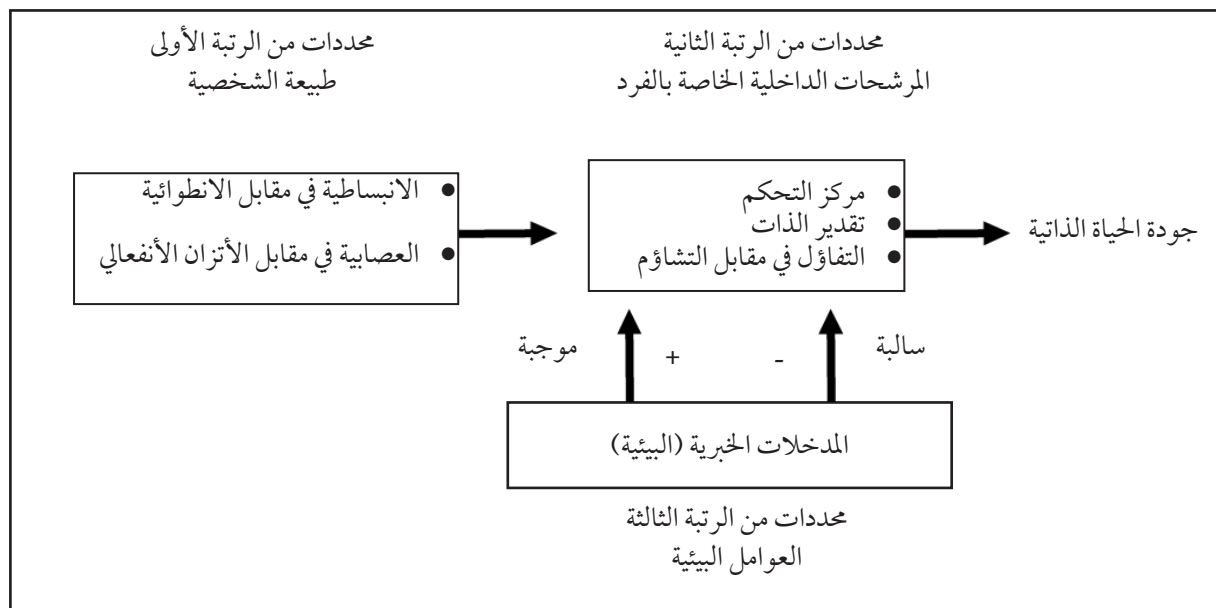 محددات من الرتبة الأولى
طبيعة الشخصية
محددات من الرتبة الثانية
المرشحات الداخلية الخاصة بالفرد
● الانبساطية في مقابل الانطوائية
● العصابية في مقابل الأتزان الأنفعالي
● مركز التحكم
● تقدير الذات
● التفاؤل في مقابل التشاؤم
جودة الحياة الذاتية
موجبة
+
-
سالبة
المدخلات الخبرية (البيئية)
محددات من الرتبة الثالثة
العوامل البيئية